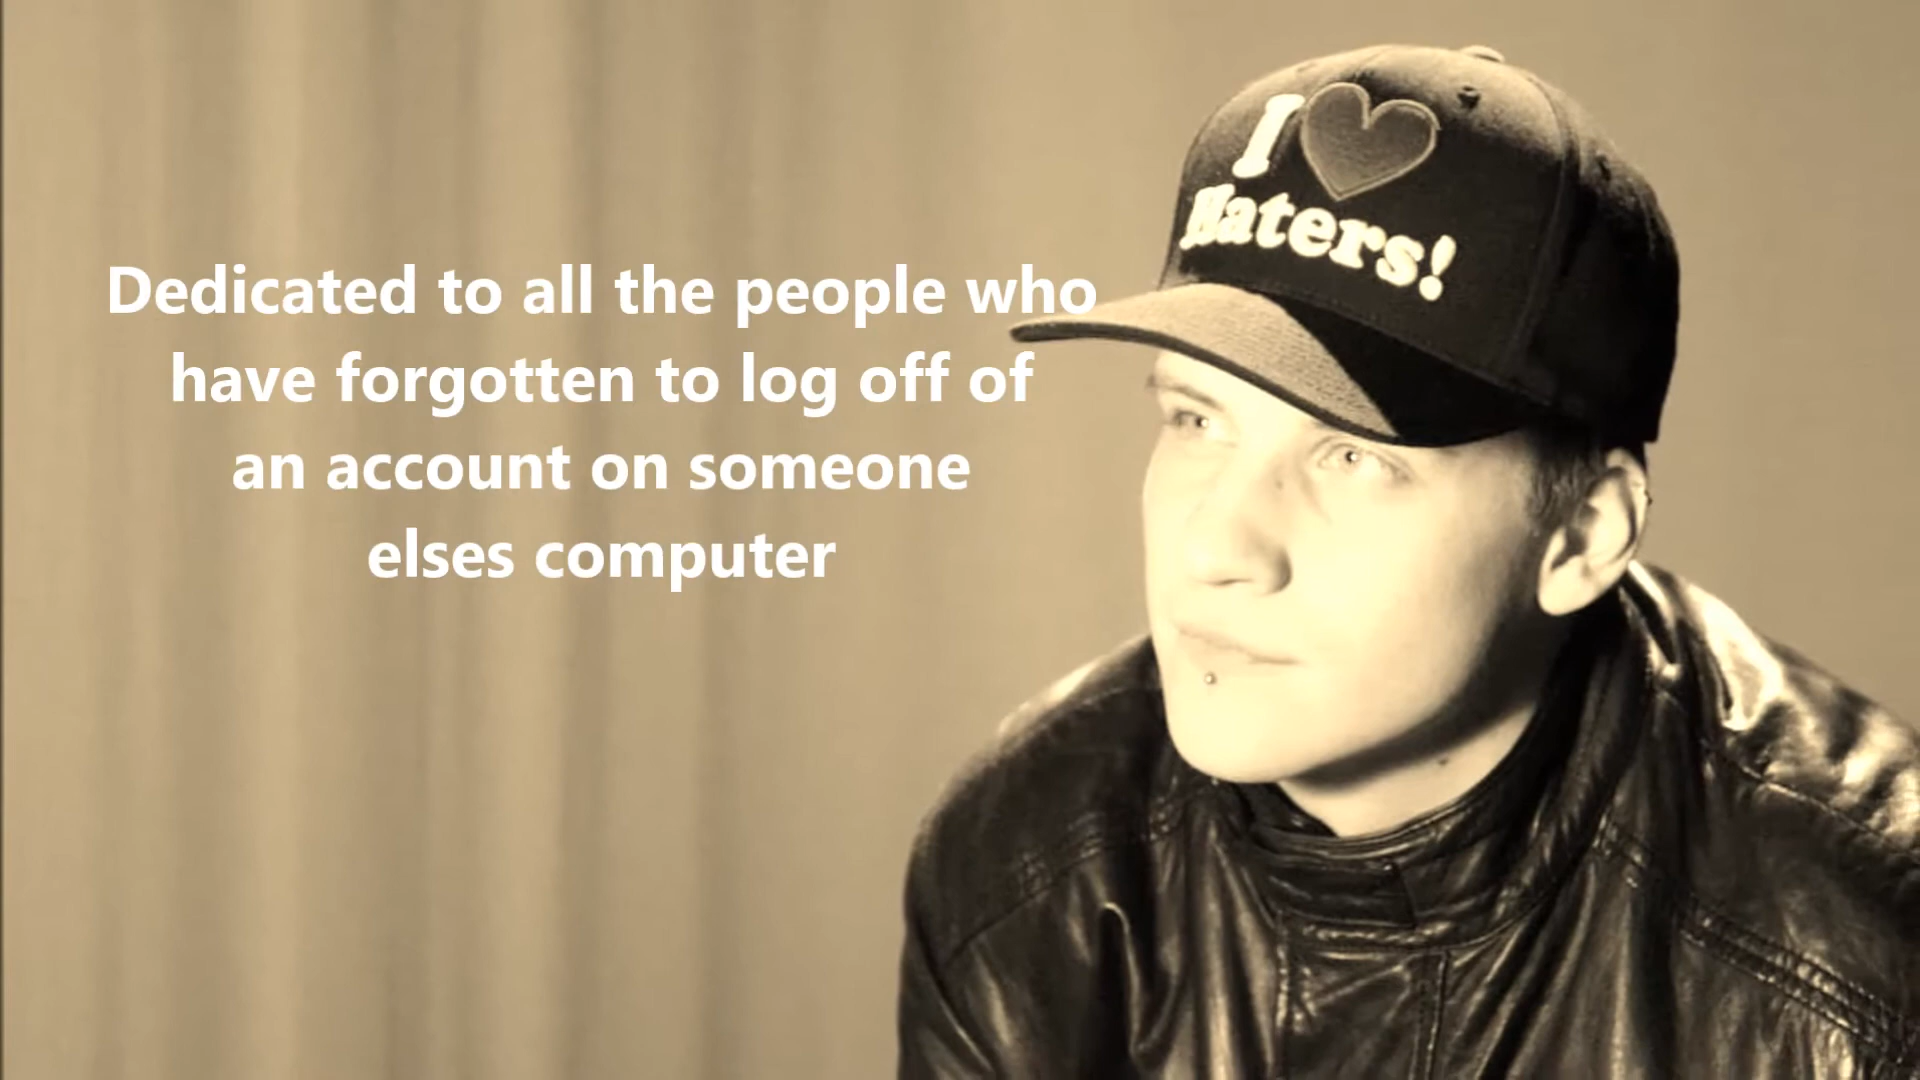 I
Haters!
Dedicated to all the people who
have forgotten to log off of
an account on someone
elses computer